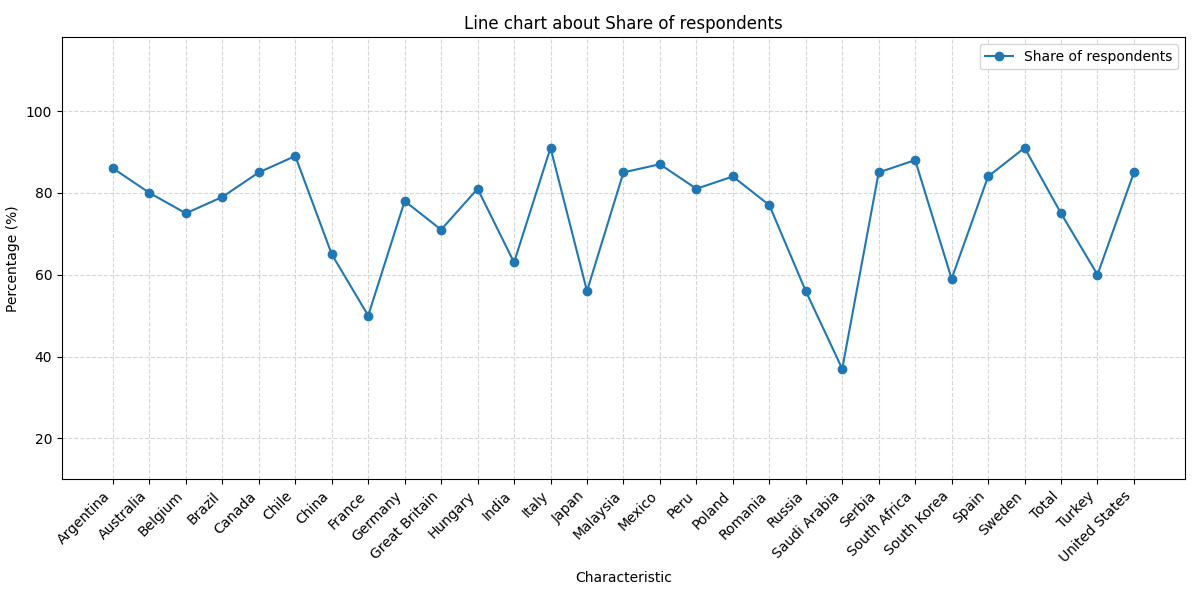 Line chart about Share of respondents
Share of respondents
Percentage (%)
100
80
60
40
20
Argentina
Australia
Belgium
Brazil
Canada
Chile
China
France
Germany
Great Britain
Hungary
India
Italy
Japan
Malaysia
Mexico
Peru
Poland
Romania
Russia
Saudi Arabia
Serbia
South Africa
South Korea
Spain
Sweden
Total
Turkey
United States
Characteristic